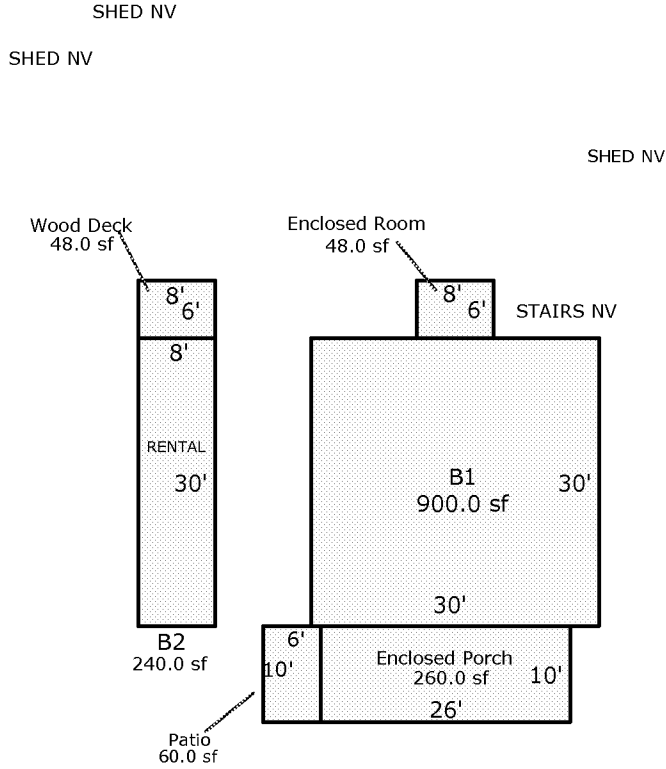 SHED NV
SHED NV
SHED NV
Wood Deck
48.0 sf
Enclosed Room
48.0 sf
8'
6'
8'
6'
STAIRS NV
8'
RENTAL
30'
B1
900.0 sf
30'
30'
B2
240.0 sf
6'
10'
Enclosed Porch
260.0 sf
10'
26'
Patio
60.0 sf